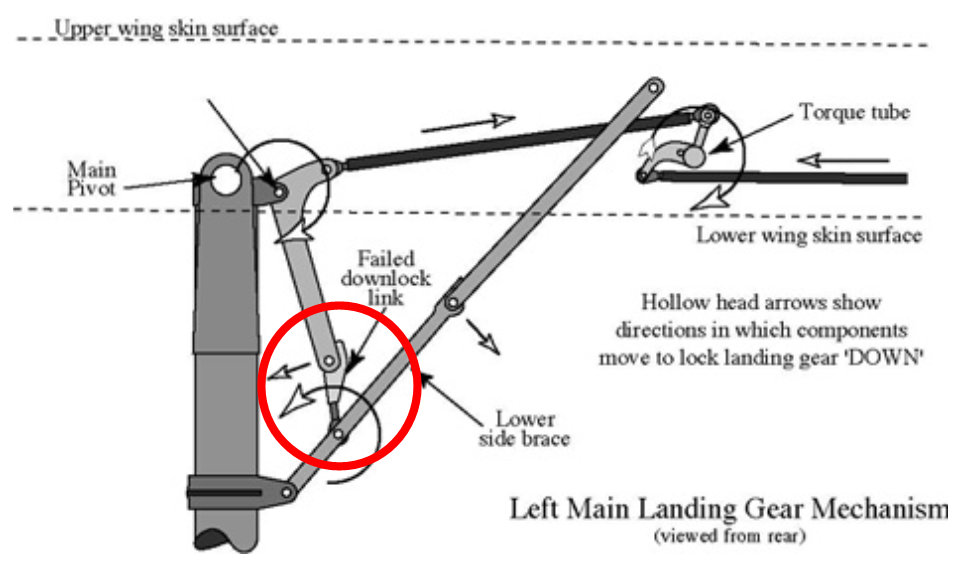 Upper wing skin surface
Torque tube
Main
Pivot
Lower wing skin surface
Failed
downlock
link
Hollow head arrows show
directions in which components
move to lock landing gear 'DOWN'
Lower
side brace
Left Main Landing Gear Mechanism
(viewed from rear)